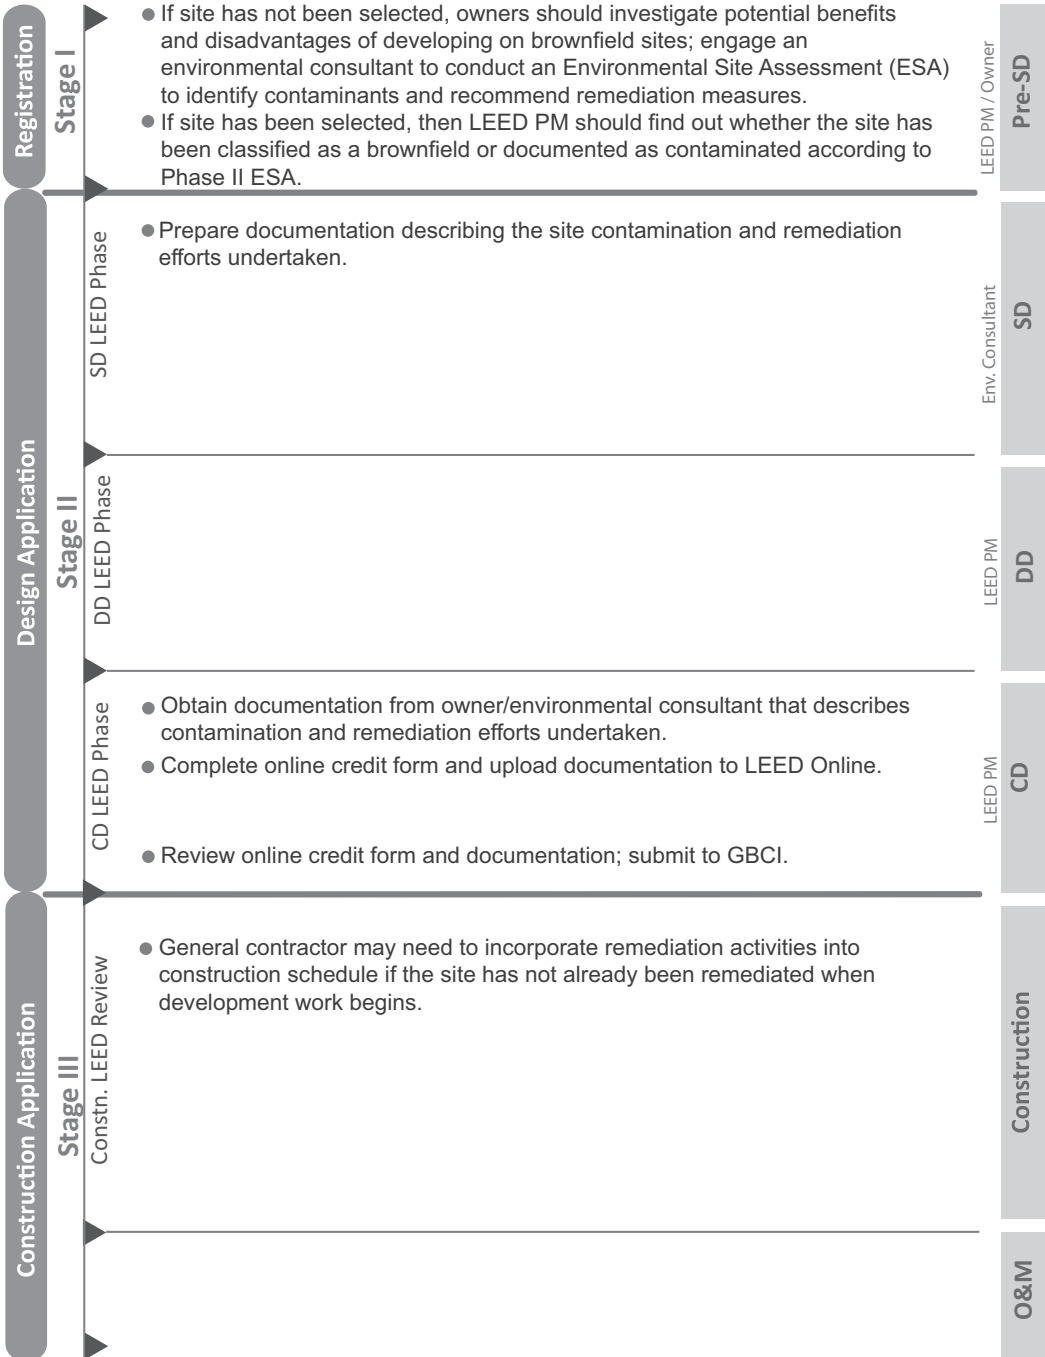 Registration
Stage I
● If site has not been selected, owners should investigate potential benefits
and disadvantages of developing on brownfield sites; engage an
environmental consultant to conduct an Environmental Site Assessment (ESA)
to identify contaminants and recommend remediation measures.
● If site has been selected, then LEED PM should find out whether the site has
been classified as a brownfield or documented as contaminated according to
Phase II ESA.
LEED PM / Owner
Pre-SD
Design Application
Stage II
SD LEED Phase
● Prepare documentation describing the site contamination and remediation
efforts undertaken.
Env. Consultant
SD
DD LEED Phase
LEED PM
DD
CD LEED Phase
● Obtain documentation from owner/environmental consultant that describes
contamination and remediation efforts undertaken.
● Complete online credit form and upload documentation to LEED Online.
● Review online credit form and documentation; submit to GBCI.
LEED PM
CD
Construction Application
Stage III
Constn. LEED Review
● General contractor may need to incorporate remediation activities into
construction schedule if the site has not already been remediated when
development work begins.
Construction
O&M